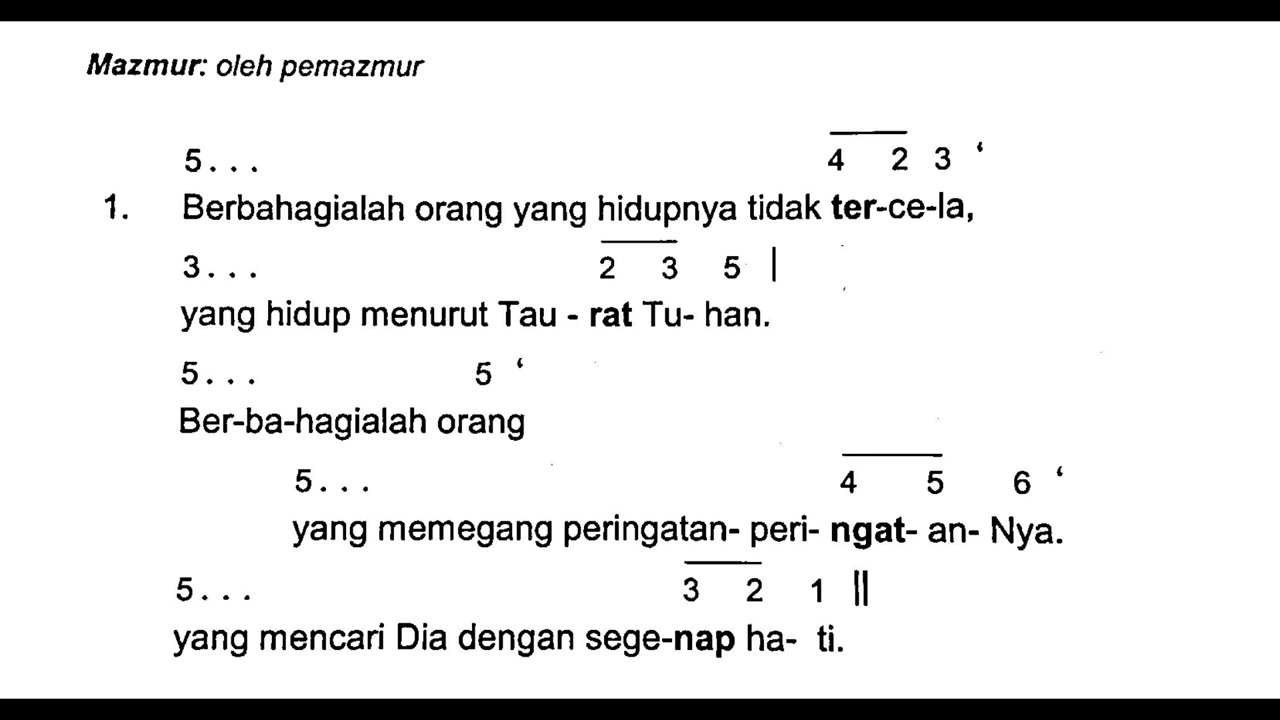 Mazmur: oleh pemazmur
5... 4 2 3 ‘
1. Berbahagialah orang yang hidupnya tidak ter-ce-la,
3... 2 3 5 |
yang hidup menurut Tau - rat Tu- han.
5... 5 ‘
Ber-ba-hagialah orang
5... 4 5 6 ‘
yang memegang peringatan- peri- ngat- an- Nya.
5... 3 2 1 ||
yang mencari Dia dengan sege-nap ha- ti.